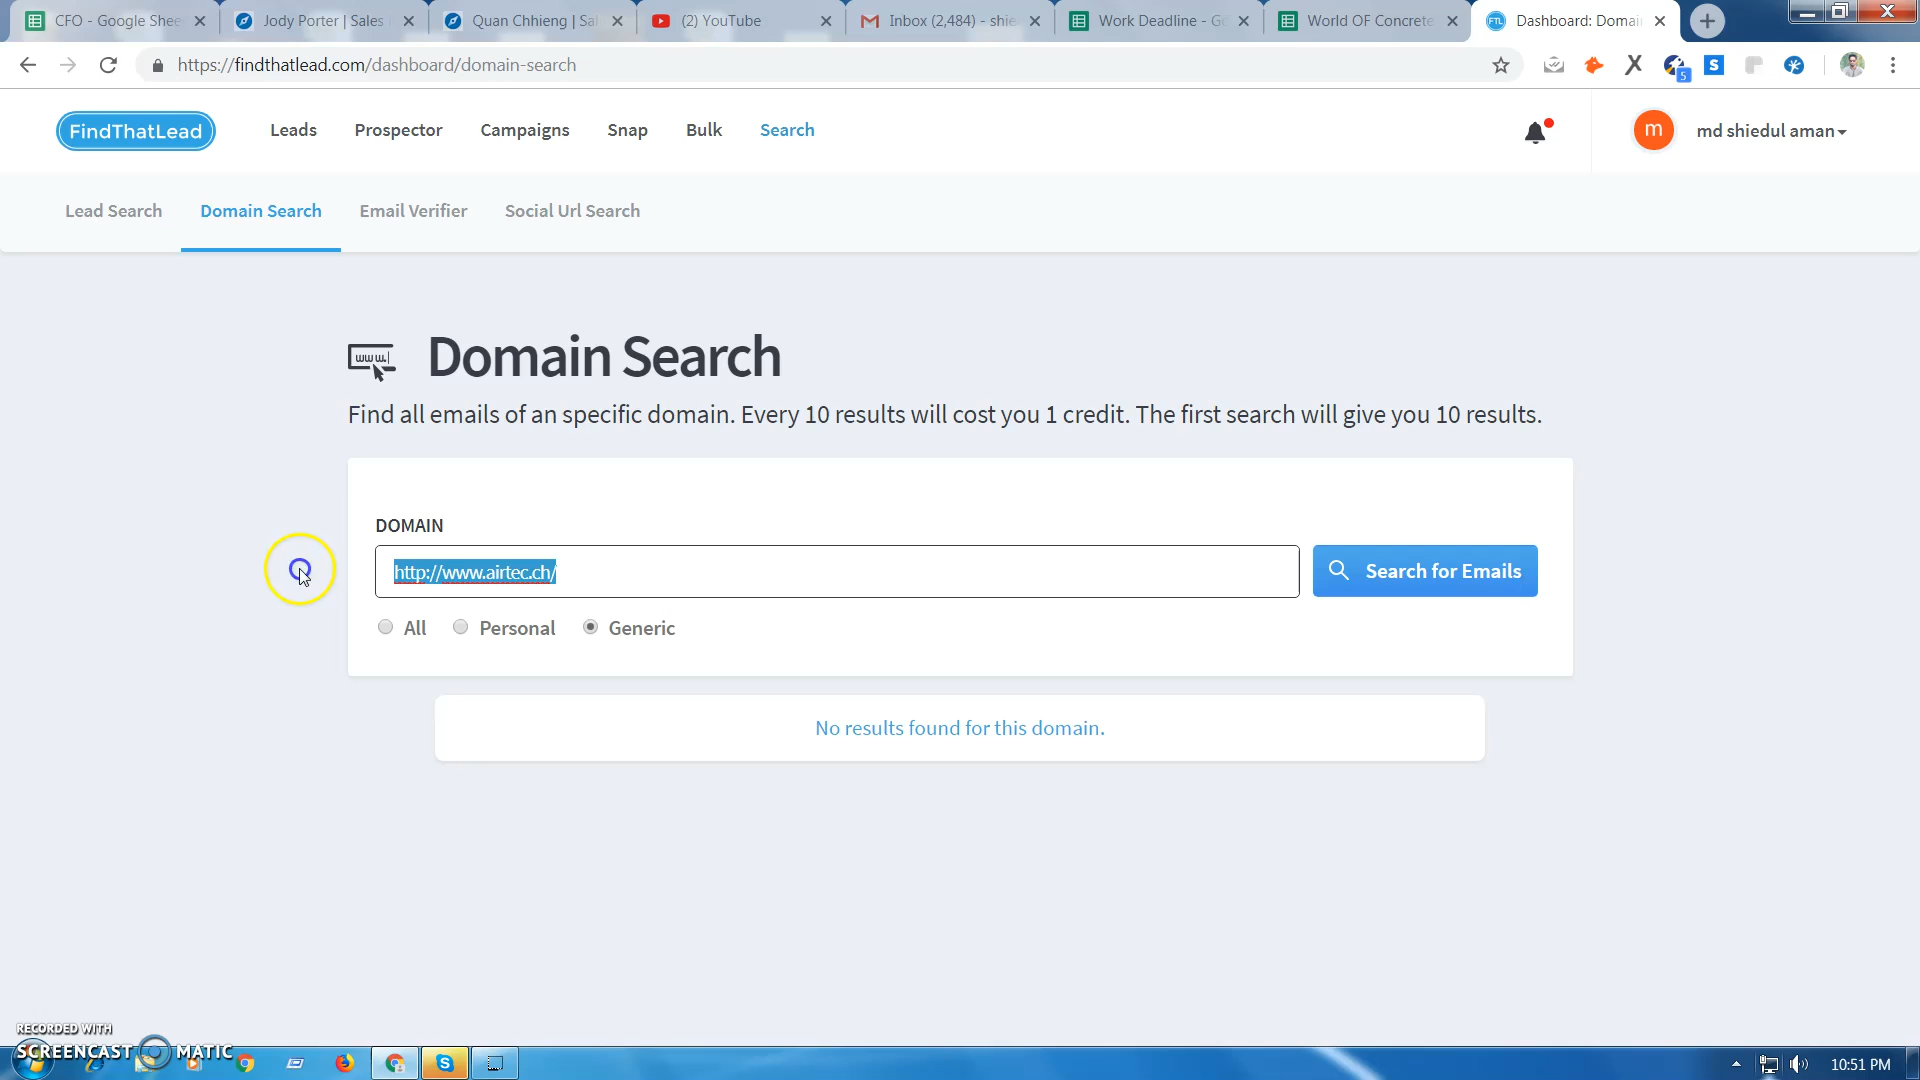 CFO - Google Shee
Jody Porter | Sales
Quan Chhieng | Sal
(2) YouTube
Inbox (2,484) - shie
Work Deadline - Go
World OF Concrete
FTL
Dashboard: Domai
https://findthatlead.com/dashboard/domain-search
5
S
FindThatLead
Leads
Prospector
Campaigns
Snap
Bulk
Search
m
md shiedul aman
Lead Search
Domain Search
Email Verifier
Social Url Search
www.
Domain Search
Find all emails of an specific domain. Every 10 results will cost you 1 credit. The first search will give you 10 results.
DOMAIN
http://www.airtec.ch/
Search for Emails
All
Personal
Generic
No results found for this domain.
RECORDED WITH
SCREENCAST MATIC
S
10:51 PM